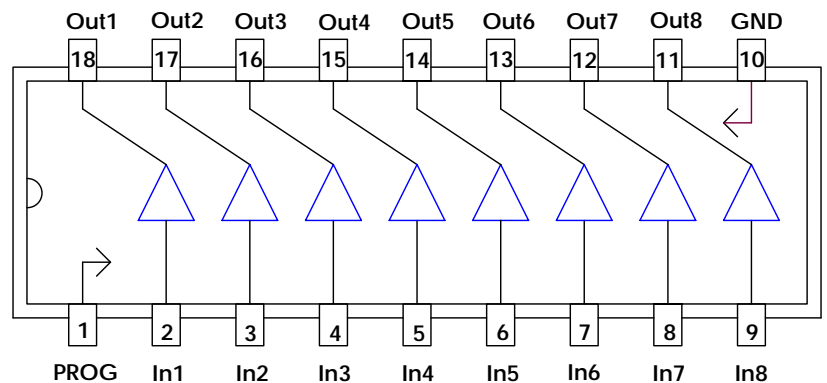 Out1 Out2 Out3 Out4 Out5 Out6 Out7 Out8 GND
18 17 16 15 14 13 12 11 10
1 2 3 4 5 6 7 8 9
PROG In1 In2 In3 In4 In5 In6 In7 In8